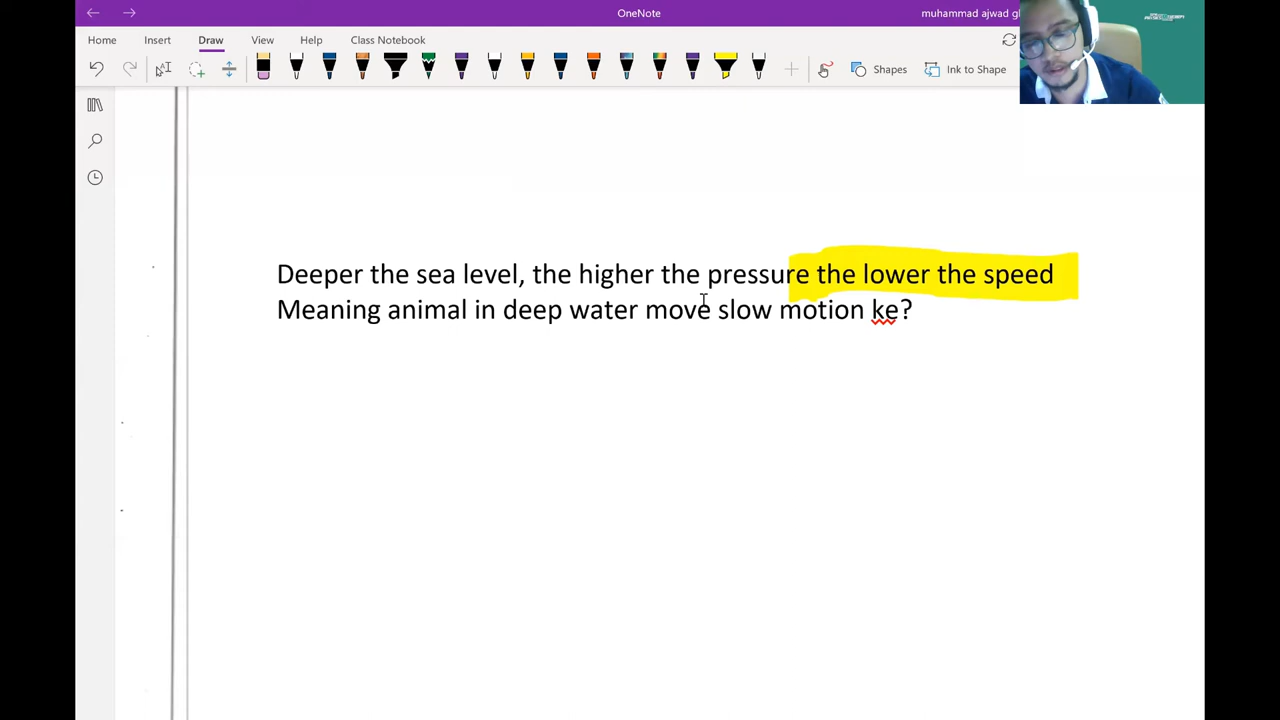 OneNote
muhammad ajwad gh
Home Insert Draw View Help Class Notebook
Shapes Ink to Shape
Deeper the sea level, the higher the pressure the lower the speed
Meaning animal in deep water move slow motion ke?